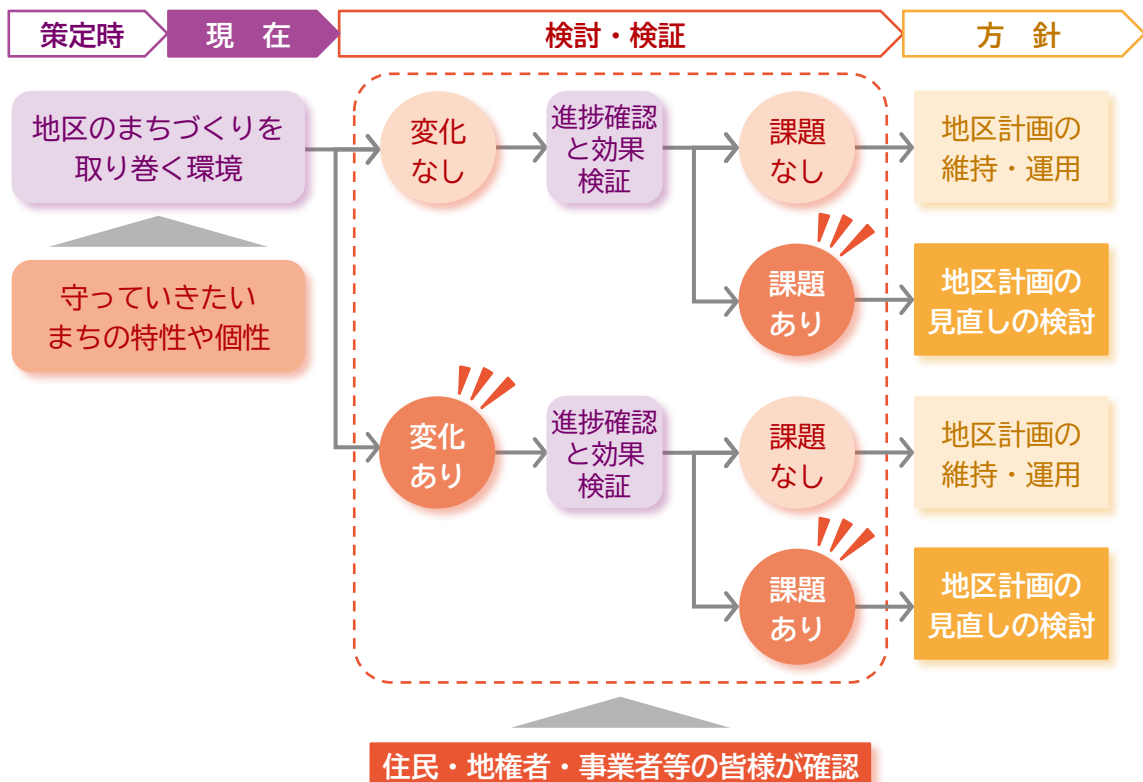 策定時
現 在
検討・検証
方 針
地区のまちづくりを
取り巻く環境
守っていきたい
まちの特性や個性
変化
なし
進捗確認
と効果
検証
課題
なし
地区計画の
維持・運用
課題
あり
地区計画の
見直しの検討
変化
あり
進捗確認
と効果
検証
課題
なし
地区計画の
維持・運用
課題
あり
地区計画の
見直しの検討
住民・地権者・事業者等の皆様が確認